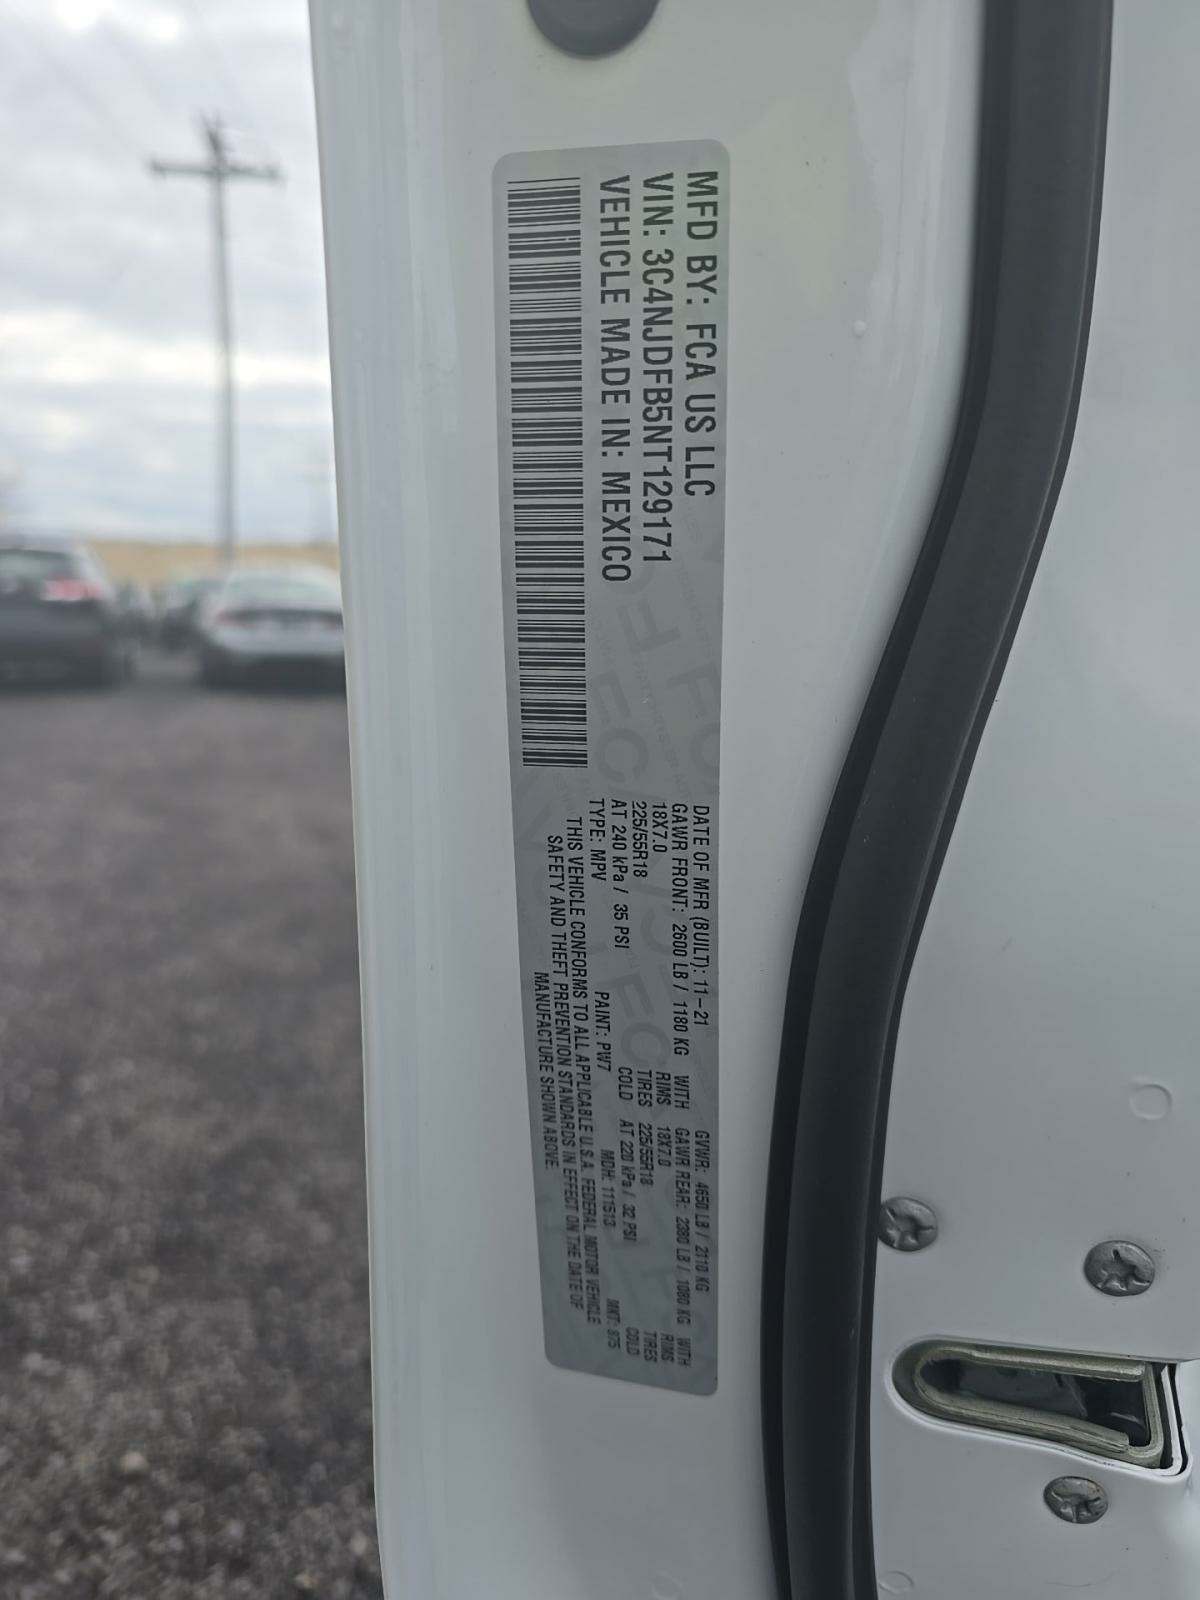 MFD BY: FCA US LLC
VIN: 3C4NJDFB5NT129171
VEHICLE MADE IN: MEXICO
DATE OF MFR (BUILT): 11-21 GVWR: 4650 LB / 2110 KG
GAWR FRONT: 2600 LB / 1180 KG WITH GAWR REAR: 2380 LB / 1080 KG WITH
18X7.0 RIMS 18X7.0 RIMS
225/55R18 TIRES 225/55R18 TIRES
AT 240 kPa / 35 PSI COLD AT 220 kPa / 32 PSI COLD
TYPE: MPV PAINT: PW7 MDH: 111513 MKT: 875
THIS VEHICLE CONFORMS TO ALL APPLICABLE U.S.A. FEDERAL MOTOR VEHICLE
SAFETY AND THEFT PREVENTION STANDARDS IN EFFECT ON THE DATE OF
MANUFACTURE SHOWN ABOVE.